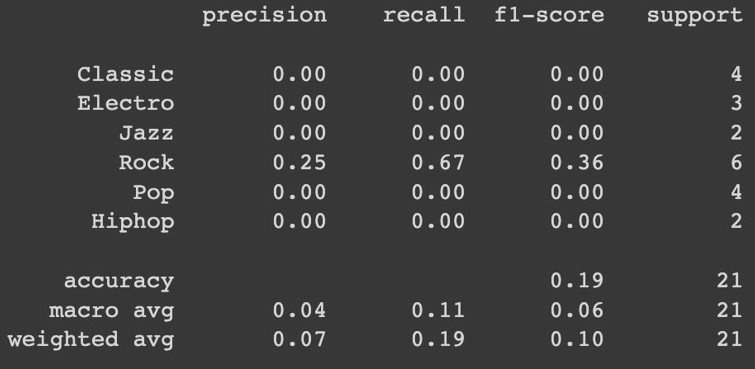 precision recall f1-score support
Classic 0.00 0.00 0.00 4
Electro 0.00 0.00 0.00 3
Jazz 0.00 0.00 0.00 2
Rock 0.25 0.67 0.36 6
Pop 0.00 0.00 0.00 4
Hiphop 0.00 0.00 0.00 2
accuracy 0.19 21
macro avg 0.04 0.11 0.06 21
weighted avg 0.07 0.19 0.10 21